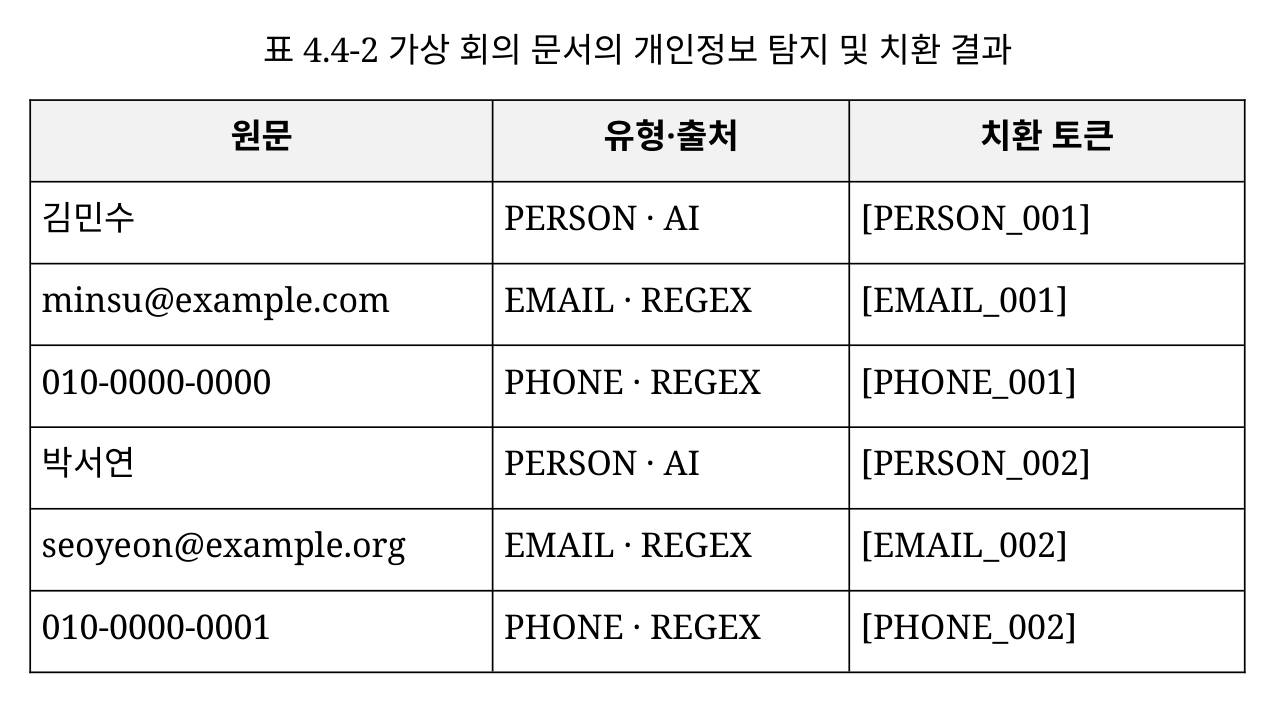 표 4.4-2 가상 회의 문서의 개인정보 탐지 및 치환 결과
원문 유형·출처 치환 토큰
김민수 PERSON · AI [PERSON_001]
minsu@example.com EMAIL · REGEX [EMAIL_001]
010-0000-0000 PHONE · REGEX [PHONE_001]
박서연 PERSON · AI [PERSON_002]
seoyeon@example.org EMAIL · REGEX [EMAIL_002]
010-0000-0001 PHONE · REGEX [PHONE_002]